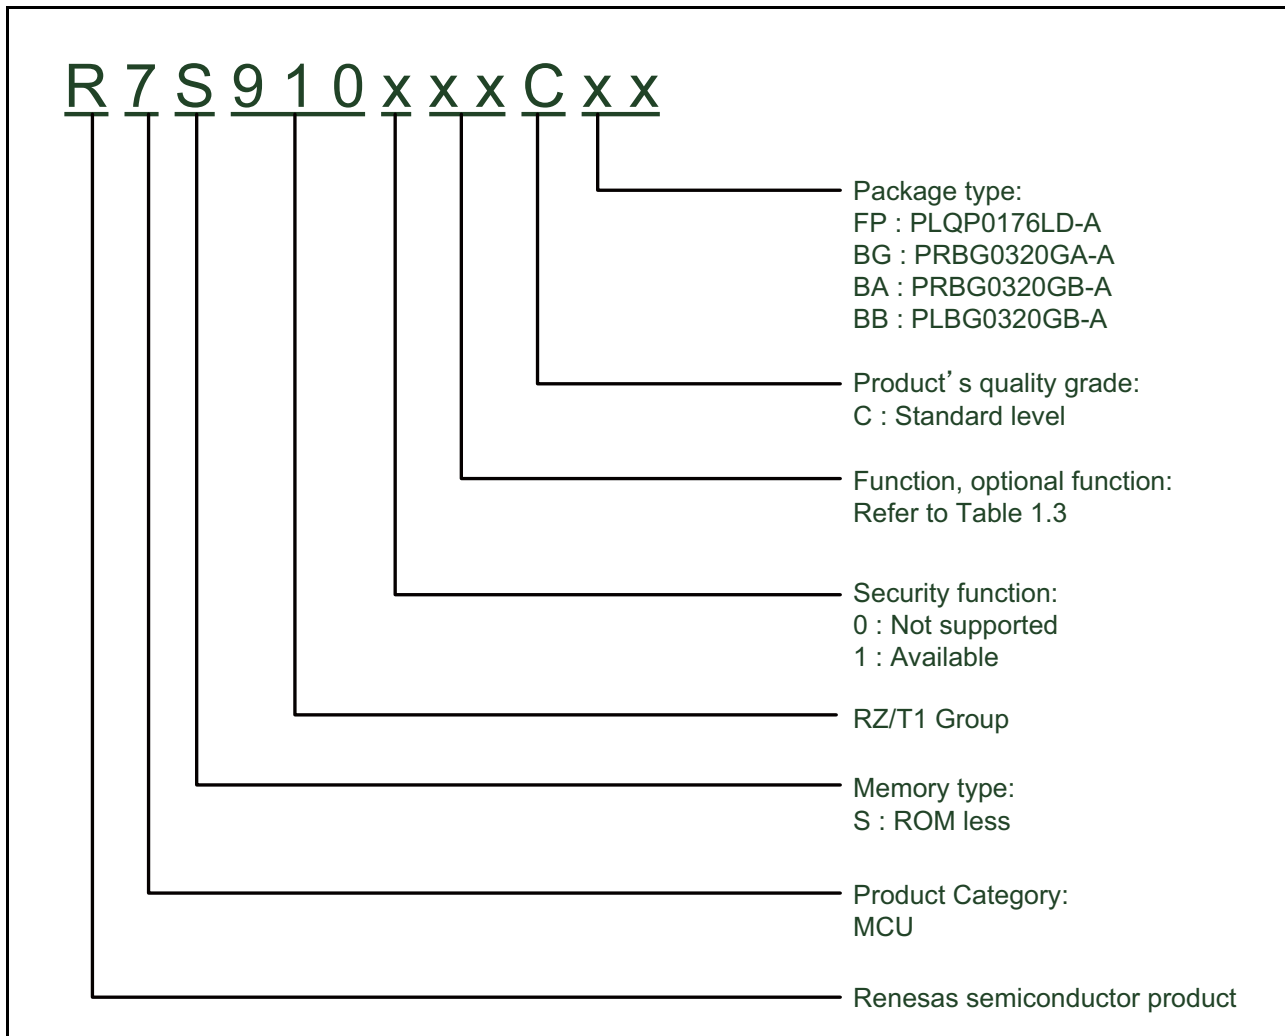 R 7 S 9 1 0 x x x C x x
Package type:
FP : PLQP0176LD-A
BG : PRBG0320GA-A
BA : PRBG0320GB-A
BB : PLBG0320GB-A
Product’s quality grade:
C : Standard level
Function, optional function:
Refer to Table 1.3
Security function:
0 : Not supported
1 : Available
RZ/T1 Group
Memory type:
S : ROM less
Product Category:
MCU
Renesas semiconductor product